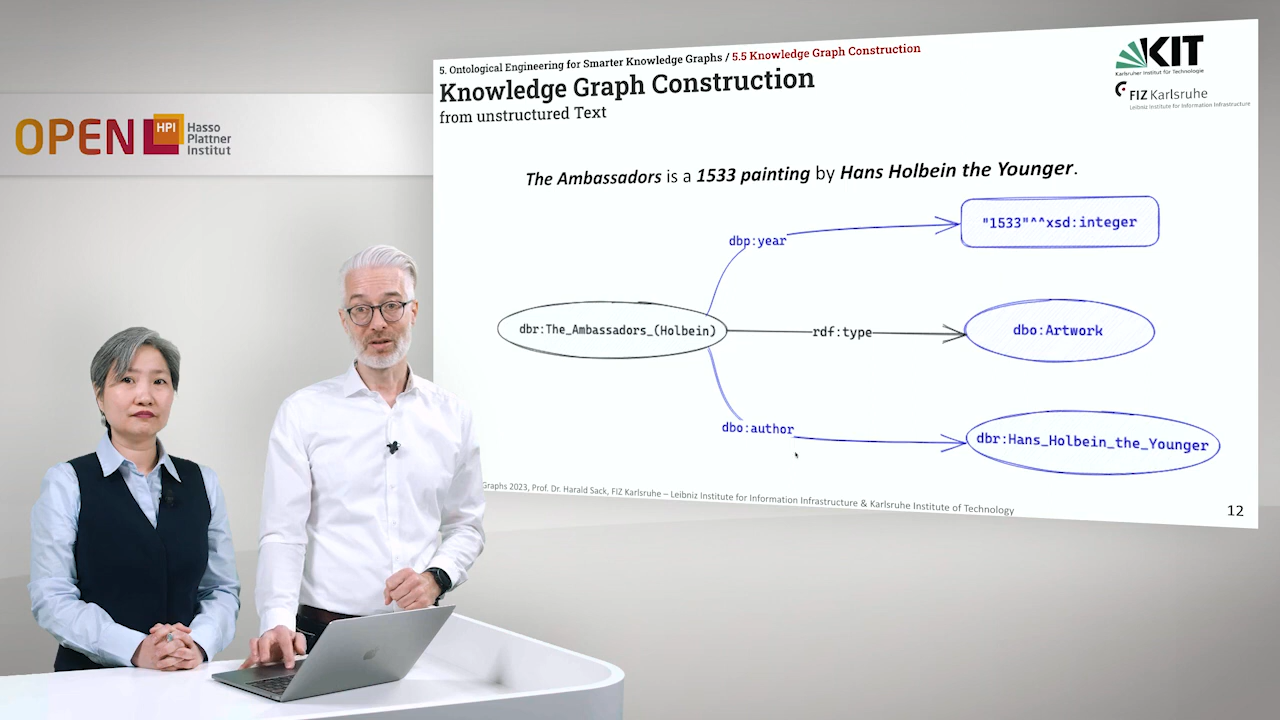 OPEN HPI Hasso
Plattner
Institut
5. Ontological Engineering for Smarter Knowledge Graphs / 5.5 Knowledge Graph Construction
Knowledge Graph Construction
from unstructured Text
KIT
Karlsruher Institut für Technologie
FIZ Karlsruhe
Leibniz Institute for Information Infrastructure
The Ambassadors is a 1533 painting by Hans Holbein the Younger.
dbp:year
"1533"^^xsd:integer
dbr:The_Ambassadors_(Holbein)
rdf:type
dbo:Artwork
dbo:author
dbr:Hans_Holbein_the_Younger
Graphs 2023, Prof. Dr. Harald Sack, FIZ Karlsruhe – Leibniz Institute for Information Infrastructure & Karlsruhe Institute of Technology
12